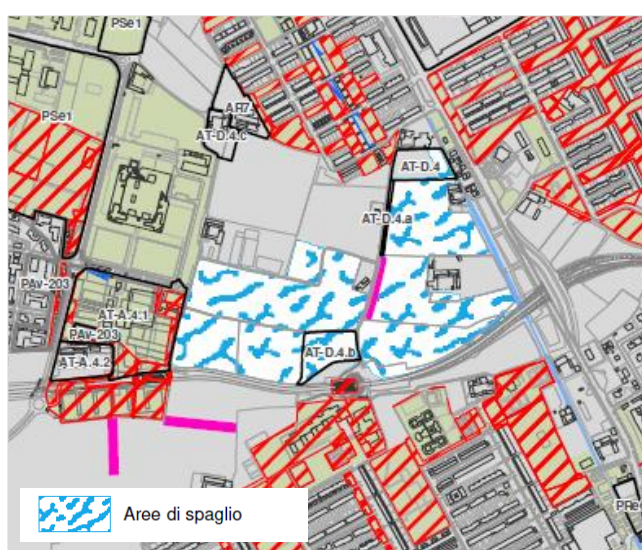 PSe1
PSe1
AR7
AT-D.4.c
AT-D.4
AT-D.4.a
PAv-203
AT-A.4.1
PAv-203
AT-A.4.2
AT-D.4.b
Aree di spaglio